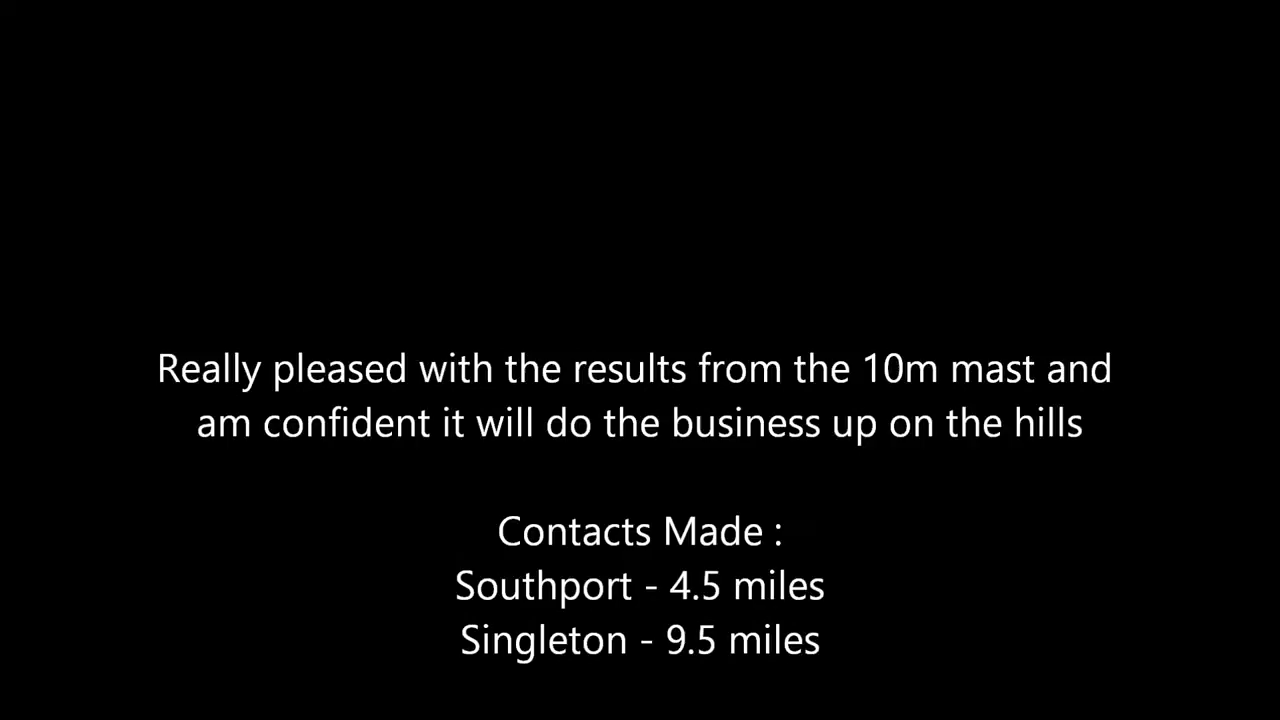 Really pleased with the results from the 10m mast and
am confident it will do the business up on the hills
Contacts Made :
Southport - 4.5 miles
Singleton - 9.5 miles